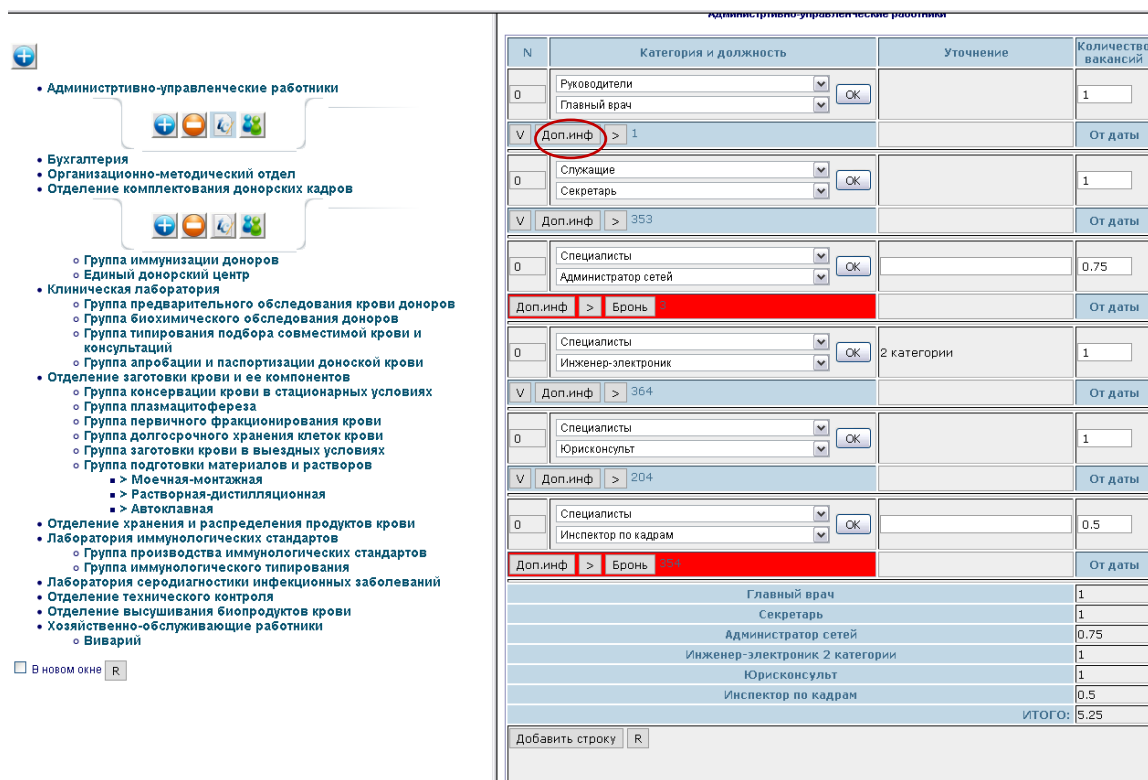 Администртивно-управленческие работники
• Бухгалтерия
• Организационно-методический отдел
• Отделение комплектования донорских кадров
Группа иммунизации доноров
Единый донорский центр
• Клиническая лаборатория
Группа предварительного обследования крови доноров
Группа биохимического обследования доноров
Группа типирования подбора совместимой крови и
консультаций
Группа апробации и паспортизации доноской крови
• Отделение заготовки крови и ее компонентов
Группа консервации крови в стационарных условиях
Группа плазмацитофереза
Группа первичного фракционирования крови
Группа долгосрочного хранения клеток крови
Группа заготовки крови в выездных условиях
Группа подготовки материалов и растворов
> Моечная-монтажная
> Растворная-дистилляционная
> Автоклавная
• Отделение хранения и распределения продуктов крови
• Лаборатория иммунологических стандартов
Группа производства иммунологических стандартов
Группа иммунологического типирования
• Лаборатория серодиагностики инфекционных заболеваний
• Отделение технического контроля
• Отделение высушивания биопродуктов крови
• Хозяйственно-обслуживающие работники
Виварий
В новом окне R
Администртивно-управленческие работники
N Категория и должность Уточнение Количество
вакансий
Руководители
0 OK 1
Главный врач
V Доп.инф > 1 От даты
Служащие
0 OK 1
Секретарь
V Доп.инф > 353 От даты
Специалисты
0 OK 0.75
Администратор сетей
Доп.инф > Бронь 3 От даты
Специалисты
0 OK 2 категории 1
Инженер-электроник
V Доп.инф > 364 От даты
Специалисты
0 OK 1
Юрисконсульт
V Доп.инф > 204 От даты
Специалисты
0 OK 0.5
Инспектор по кадрам
Доп.инф > Бронь 354 От даты
Главный врач 1
Секретарь 1
Администратор сетей 0.75
Инженер-электроник 2 категории 1
Юрисконсульт 1
Инспектор по кадрам 0.5
ИТОГО: 5.25
Добавить строку R